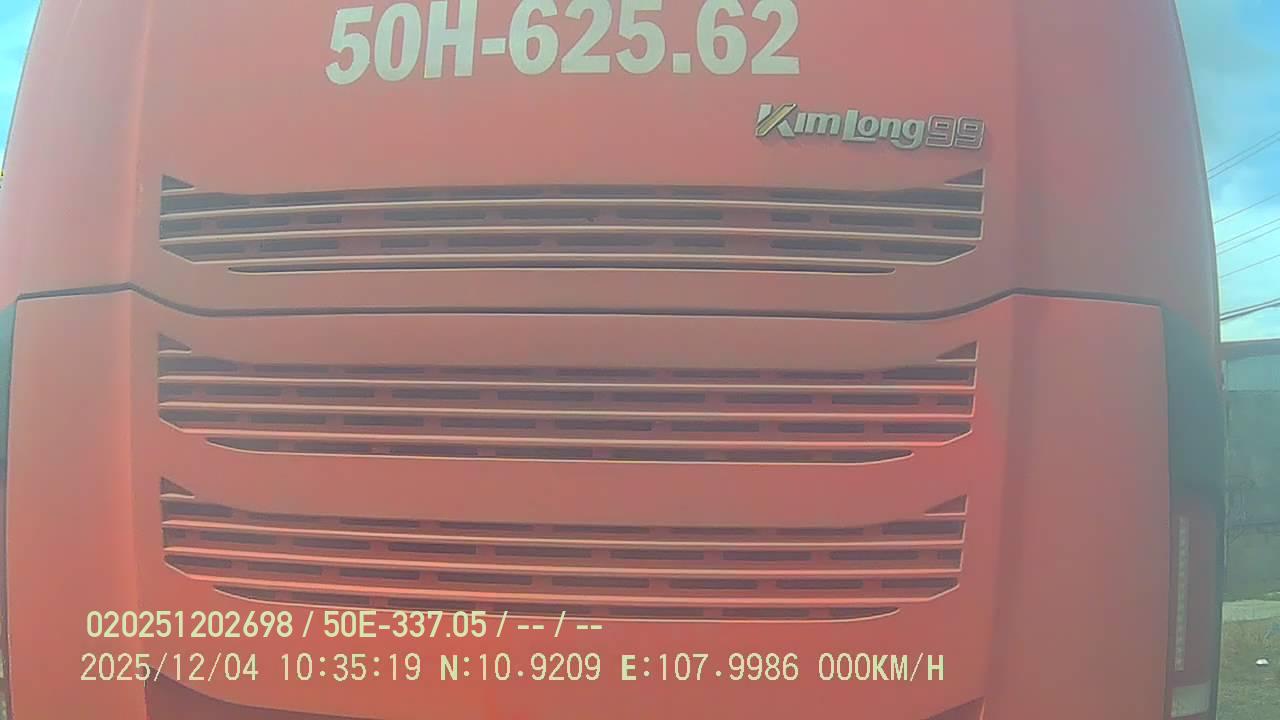 50H-625.62
KimLong99
020251202698 / 50E-337.05 / -- / --
2025/12/04 10:35:19 N:10.9209 E:107.9986 000KM/H